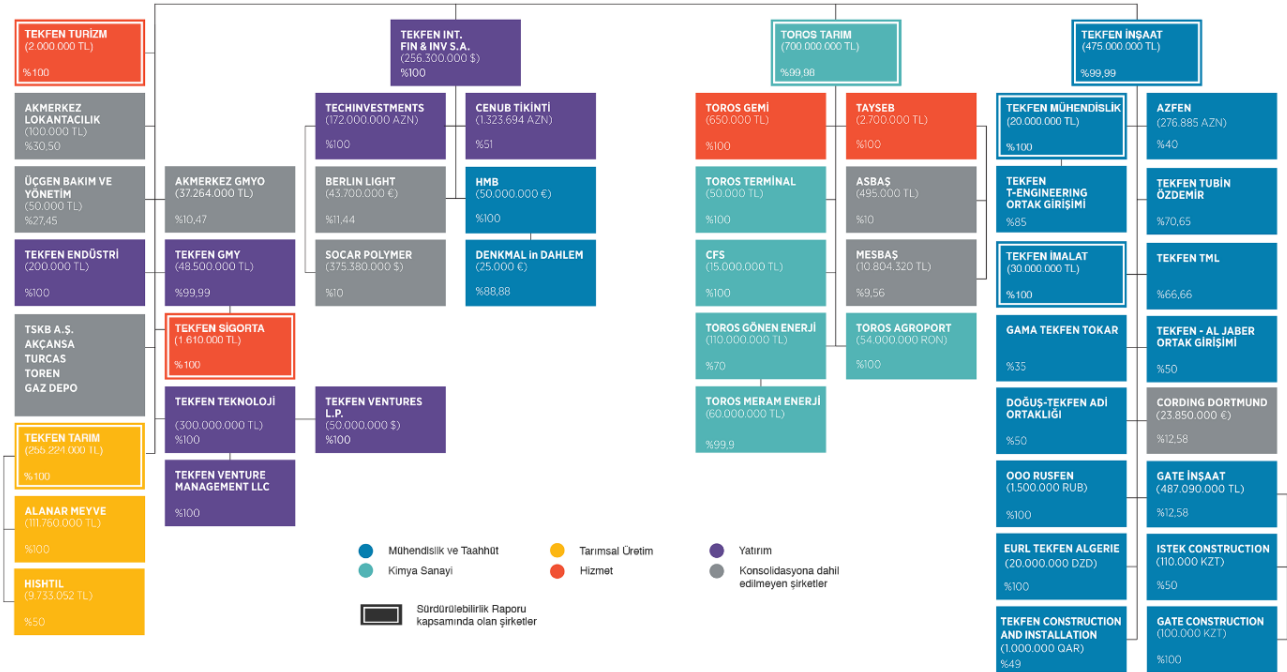 TEKFEN TURİZM
(2.000.000 TL)
%100
AKMERKEZ
LOKANTACILIK
(100.000 TL)
%30,50
ÜÇGEN BAKIM VE
YÖNETİM
(50.000 TL)
%27,45
AKMERKEZ GMYO
(37.264.000 TL)
%10,47
TEKFEN ENDÜSTRİ
(200.000 TL)
%100
TEKFEN GMY
(48.500.000 TL)
%99,99
TSKB A.Ş.
AKÇANSA
TURCAS
TOREN
GAZ DEPO
TEKFEN SİGORTA
(1.610.000 TL)
%100
TEKFEN TEKNOLOJİ
(300.000.000 TL)
%100
TEKFEN VENTURES
L.P.
(50.000.000 $)
%100
TEKFEN VENTURE
MANAGEMENT LLC
%100
TEKFEN TARIM
(255.224.000 TL)
%100
ALANAR MEYVE
(111.760.000 TL)
%100
HISHTIL
(9.733.052 TL)
%50
TEKFEN INT.
FIN & INV S.A.
(256.300.000 $)
%100
TECHINVESTMENTS
(172.000.000 AZN)
%100
CENUB TİKİNTİ
(1.323.694 AZN)
%51
BERLIN LIGHT
(43.700.000 €)
%11,44
HMB
(50.000.000 €)
%100
SOCAR POLYMER
(375.380.000 $)
%10
DENKMAL in DAHLEM
(25.000 €)
%88,88
TOROS TARIM
(700.000.000 TL)
%99,98
TOROS GEMİ
(650.000 TL)
%100
TAYSEB
(2.700.000 TL)
%100
TOROS TERMİNAL
(50.000 TL)
%100
ASBAŞ
(495.000 TL)
%10
CFS
(15.000.000 TL)
%100
MESBAŞ
(10.804.320 TL)
%9,56
TOROS GÖNEN ENERJİ
(110.000.000 TL)
%70
TOROS AGROPORT
(54.000.000 RON)
%100
TOROS MERAM ENERJİ
(60.000.000 TL)
%99.9
TEKFEN İNŞAAT
(475.000.000 TL)
%99,99
TEKFEN MÜHENDİSLİK
(20.000.000 TL)
%100
AZFEN
(276.885 AZN)
%40
TEKFEN
T-ENGINEERING
ORTAK GİRİŞİMİ
%85
TEKFEN TUBİN
ÖZDEMİR
%70,65
TEKFEN İMALAT
(30.000.000 TL)
%100
TEKFEN TML
%66,66
GAMA TEKFEN TOKAR
%35
TEKFEN - AL JABER
ORTAK GİRİŞİMİ
%50
DOĞUŞ-TEKFEN ADİ
ORTAKLIĞI
%50
CORDING DORTMUND
(23.850.000 €)
%12,58
OOO RUSFEN
(1.500.000 RUB)
%100
GATE İNŞAAT
(487.090.000 TL)
%12,58
EURL TEKFEN ALGERIE
(20.000.000 DZD)
%100
ISTEK CONSTRUCTION
(110.000 KZT)
%50
TEKFEN CONSTRUCTION
AND INSTALLATION
(1.000.000 QAR)
%49
GATE CONSTRUCTION
(100.000 KZT)
%100
Mühendislik ve Taahhüt
Tarımsal Üretim
Yatırım
Kimya Sanayi
Hizmet
Konsolidasyona dahil
edilmeyen şirketler
Sürdürülebilirlik Raporu
kapsamında olan şirketler